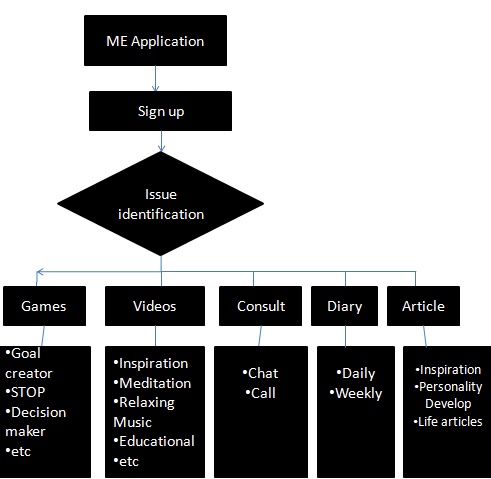 ME Application
Sign up
Issue
identification
Games
Videos
Consult
Diary
Article
•Goal
creator
•STOP
•Decision
maker
•etc
•Inspiration
•Meditation
•Relaxing
Music
•Educational
•etc
•Chat
•Call
•Daily
•Weekly
•Inspiration
•Personality
Develop
•Life articles